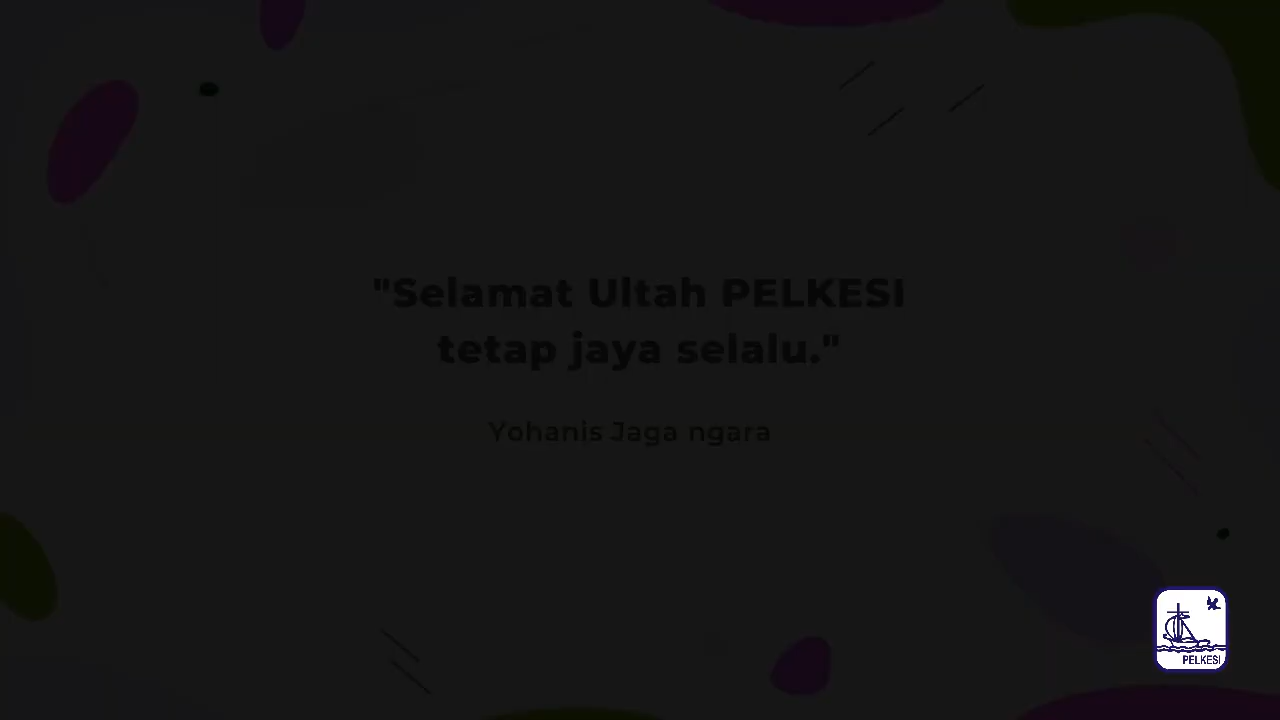 "Selamat Ultah PELKESI
tetap jaya selalu."
Yohanis Jaga ngara
PELKESI